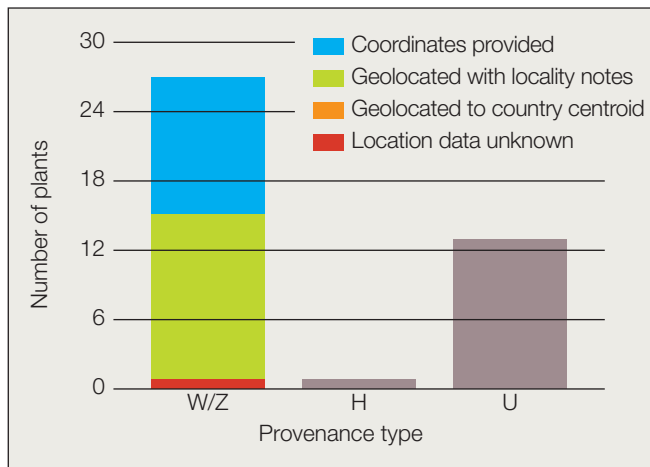 30
24
18
12
6
0
Number of plants
Coordinates provided
Geolocated with locality notes
Geolocated to country centroid
Location data unknown
W/Z H U
Provenance type